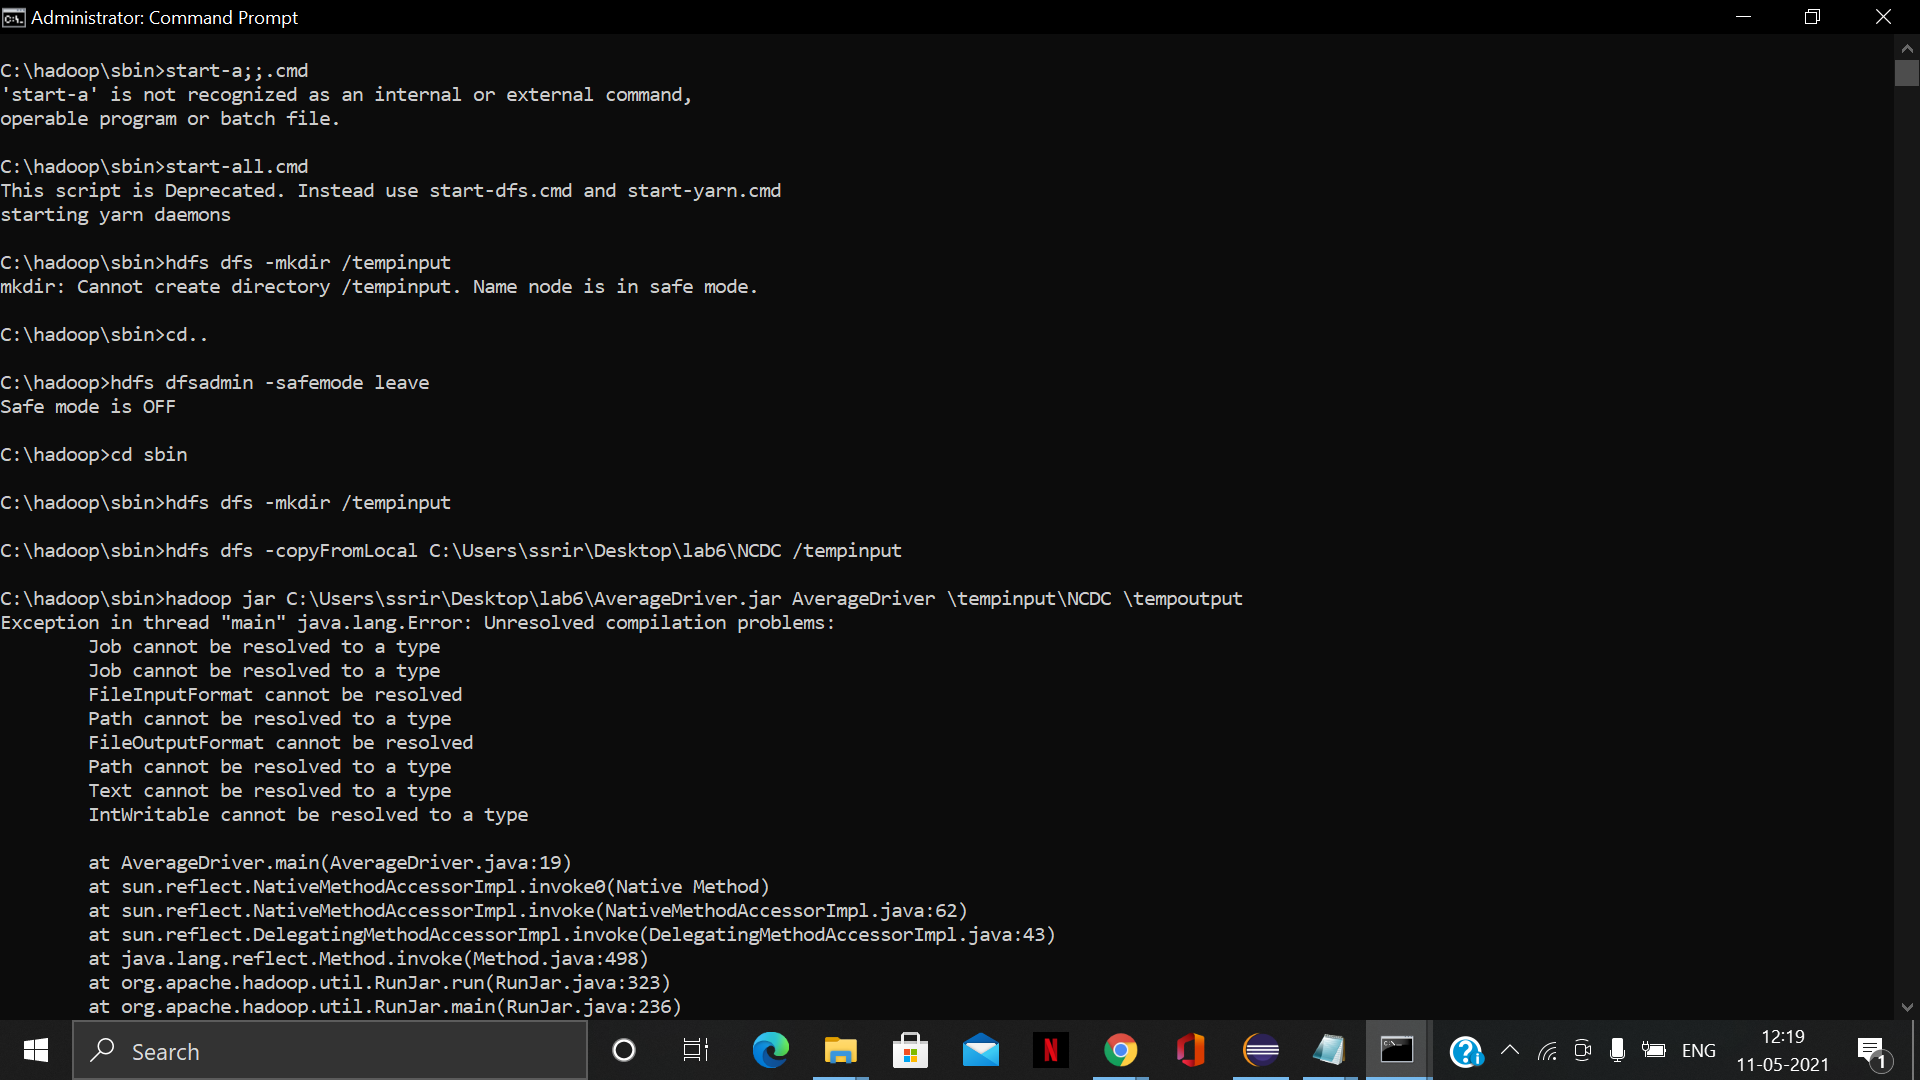 Administrator: Command Prompt
C:\hadoop\sbin>start-a;;.cmd
'start-a' is not recognized as an internal or external command,
operable program or batch file.
C:\hadoop\sbin>start-all.cmd
This script is Deprecated. Instead use start-dfs.cmd and start-yarn.cmd
starting yarn daemons
C:\hadoop\sbin>hdfs dfs -mkdir /tempinput
mkdir: Cannot create directory /tempinput. Name node is in safe mode.
C:\hadoop\sbin>cd..
C:\hadoop>hdfs dfsadmin -safemode leave
Safe mode is OFF
C:\hadoop>cd sbin
C:\hadoop\sbin>hdfs dfs -mkdir /tempinput
C:\hadoop\sbin>hdfs dfs -copyFromLocal C:\Users\ssrir\Desktop\lab6\NCDC /tempinput
C:\hadoop\sbin>hadoop jar C:\Users\ssrir\Desktop\lab6\AverageDriver.jar AverageDriver \tempinput\NCDC \tempoutput
Exception in thread "main" java.lang.Error: Unresolved compilation problems:
Job cannot be resolved to a type
Job cannot be resolved to a type
FileInputFormat cannot be resolved
Path cannot be resolved to a type
FileOutputFormat cannot be resolved
Path cannot be resolved to a type
Text cannot be resolved to a type
IntWritable cannot be resolved to a type
at AverageDriver.main(AverageDriver.java:19)
at sun.reflect.NativeMethodAccessorImpl.invoke0(Native Method)
at sun.reflect.NativeMethodAccessorImpl.invoke(NativeMethodAccessorImpl.java:62)
at sun.reflect.DelegatingMethodAccessorImpl.invoke(DelegatingMethodAccessorImpl.java:43)
at java.lang.reflect.Method.invoke(Method.java:498)
at org.apache.hadoop.util.RunJar.run(RunJar.java:323)
at org.apache.hadoop.util.RunJar.main(RunJar.java:236)
Search
N
ENG
12:19
11-05-2021
1